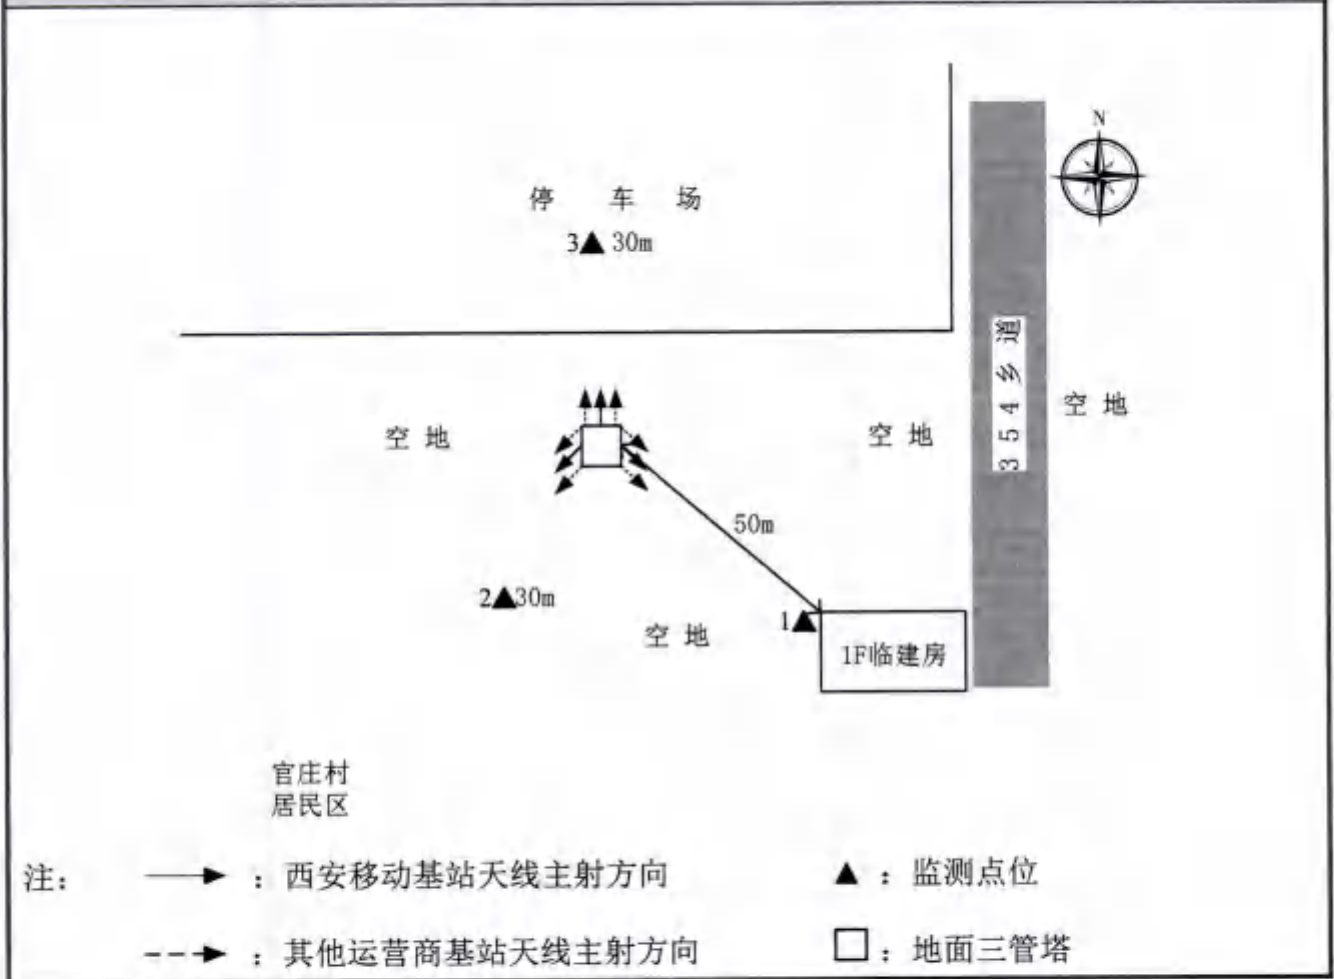 N
停 车 场
3▲ 30m
354乡道
空地
空地
空地
50m
2▲30m
1▲
空地
1F临建房
官庄村
居民区
注：
：西安移动基站天线主射方向
▲：监测点位
：其他运营商基站天线主射方向
□：地面三管塔